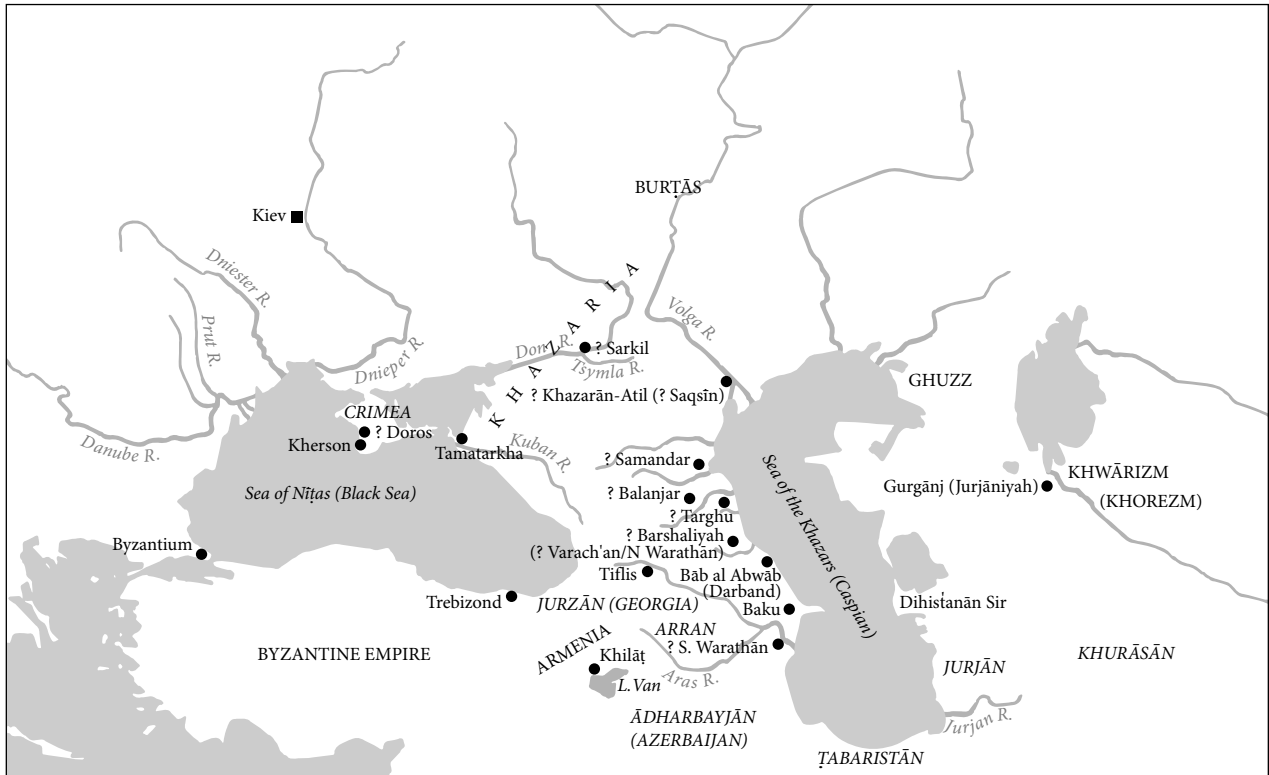 BURṬĀS
Kiev
Dniester R.
Prut R.
Dnieper R.
Danube R.
KHAZARIA
Volga R.
Don R.
? Sarkil
Tsymla R.
? Khazarān-Atil (? Saqsīn)
GHUZZ
CRIMEA
? Doros
Kherson
Tamatarkha
Kuban R.
? Samandar
Sea of Nīṭas (Black Sea)
Sea of the Khazars (Caspian)
KHWĀRIZM
(KHOREZM)
Gurgānj (Jurjāniyah)
? Balanjar
? Targhu
? Barshaliyah
(? Varach'an/N Warathān)
Byzantium
Tiflis
Bāb al Abwāb
(Darband)
Trebizond
JURZĀN (GEORGIA)
Baku
Dihistānān Sir
ARRAN
ARMENIA
? S. Warathān
Khilāṭ
BYZANTINE EMPIRE
L.Van
Aras R.
JURJĀN
KHURĀSĀN
ĀDHARBAYJĀN
(AZERBAIJAN)
Jurjan R.
ṬABARISTĀN